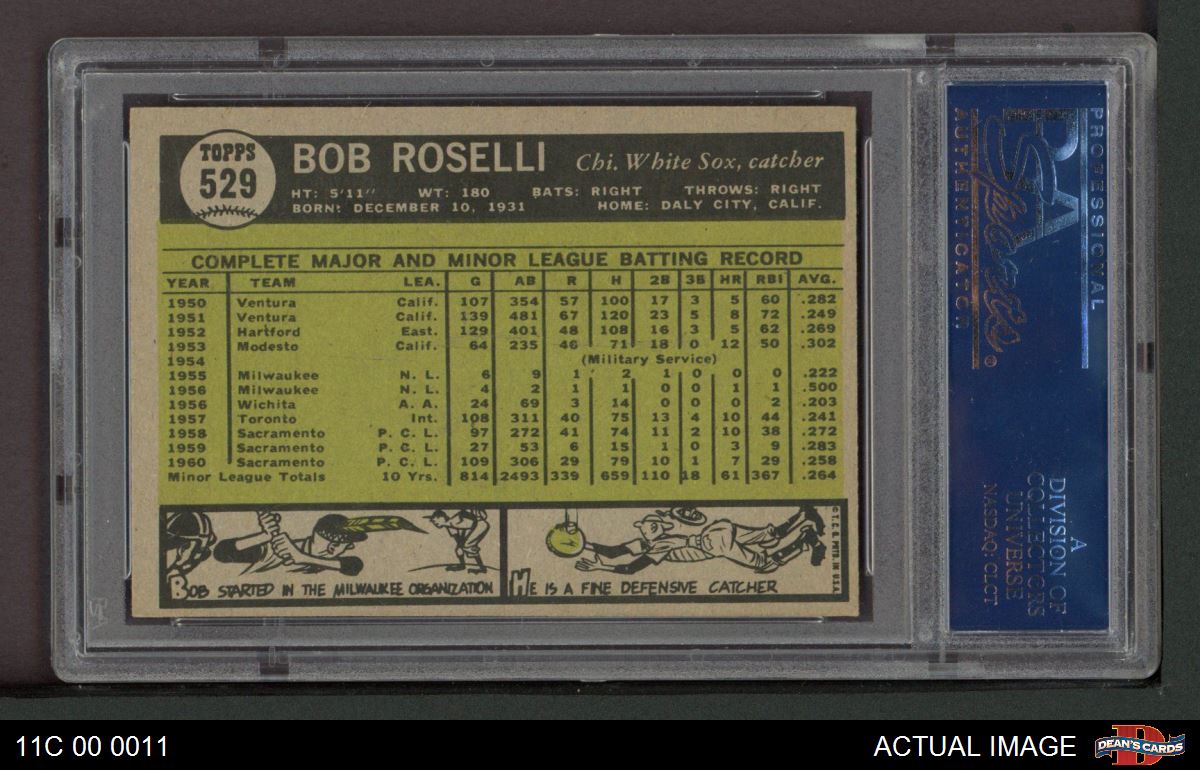 TOPPS
529
BOB ROSELLI Chi. White Sox, catcher
HT: 5'11" WT: 180 BATS: RIGHT THROWS: RIGHT
BORN: DECEMBER 10, 1931 HOME: DALY CITY, CALIF.
COMPLETE MAJOR AND MINOR LEAGUE BATTING RECORD
YEAR TEAM LEA. G AB R H 2B 3B HR RBI AVG.
1950 Ventura Calif. 107 354 57 100 17 3 5 60 .282
1951 Ventura Calif. 139 481 67 120 23 5 8 72 .249
1952 Hartford East. 129 401 48 108 16 3 5 62 .269
1953 Modesto Calif. 64 235 46 71 18 0 12 50 .302
1954 (Military Service)
1955 Milwaukee N. L. 6 9 1 2 1 0 0 0 .222
1956 Milwaukee N. L. 4 2 1 1 0 0 1 1 .500
1956 Wichita A. A. 24 69 3 14 0 0 0 2 .203
1957 Toronto Int. 108 311 40 75 13 4 10 44 .241
1958 Sacramento P. C. L. 97 272 41 74 11 2 10 38 .272
1959 Sacramento P. C. L. 27 53 6 15 1 0 3 9 .283
1960 Sacramento P. C. L. 109 306 29 79 10 1 7 29 .258
Minor League Totals 10 Yrs. 814 2493 339 659 110 18 61 367 .264
BOB STARTED IN THE MILWAUKEE ORGANIZATION
HE IS A FINE DEFENSIVE CATCHER
© T. C. G. PRTD. IN U.S.A.
PROFESSIONAL
PSA
Sports
®
AUTHENTICATION
A
DIVISION OF
COLLECTORS
UNIVERSE
NASDAQ: CLCT
11C 00 0011
ACTUAL IMAGE
D
DEAN'S CARDS